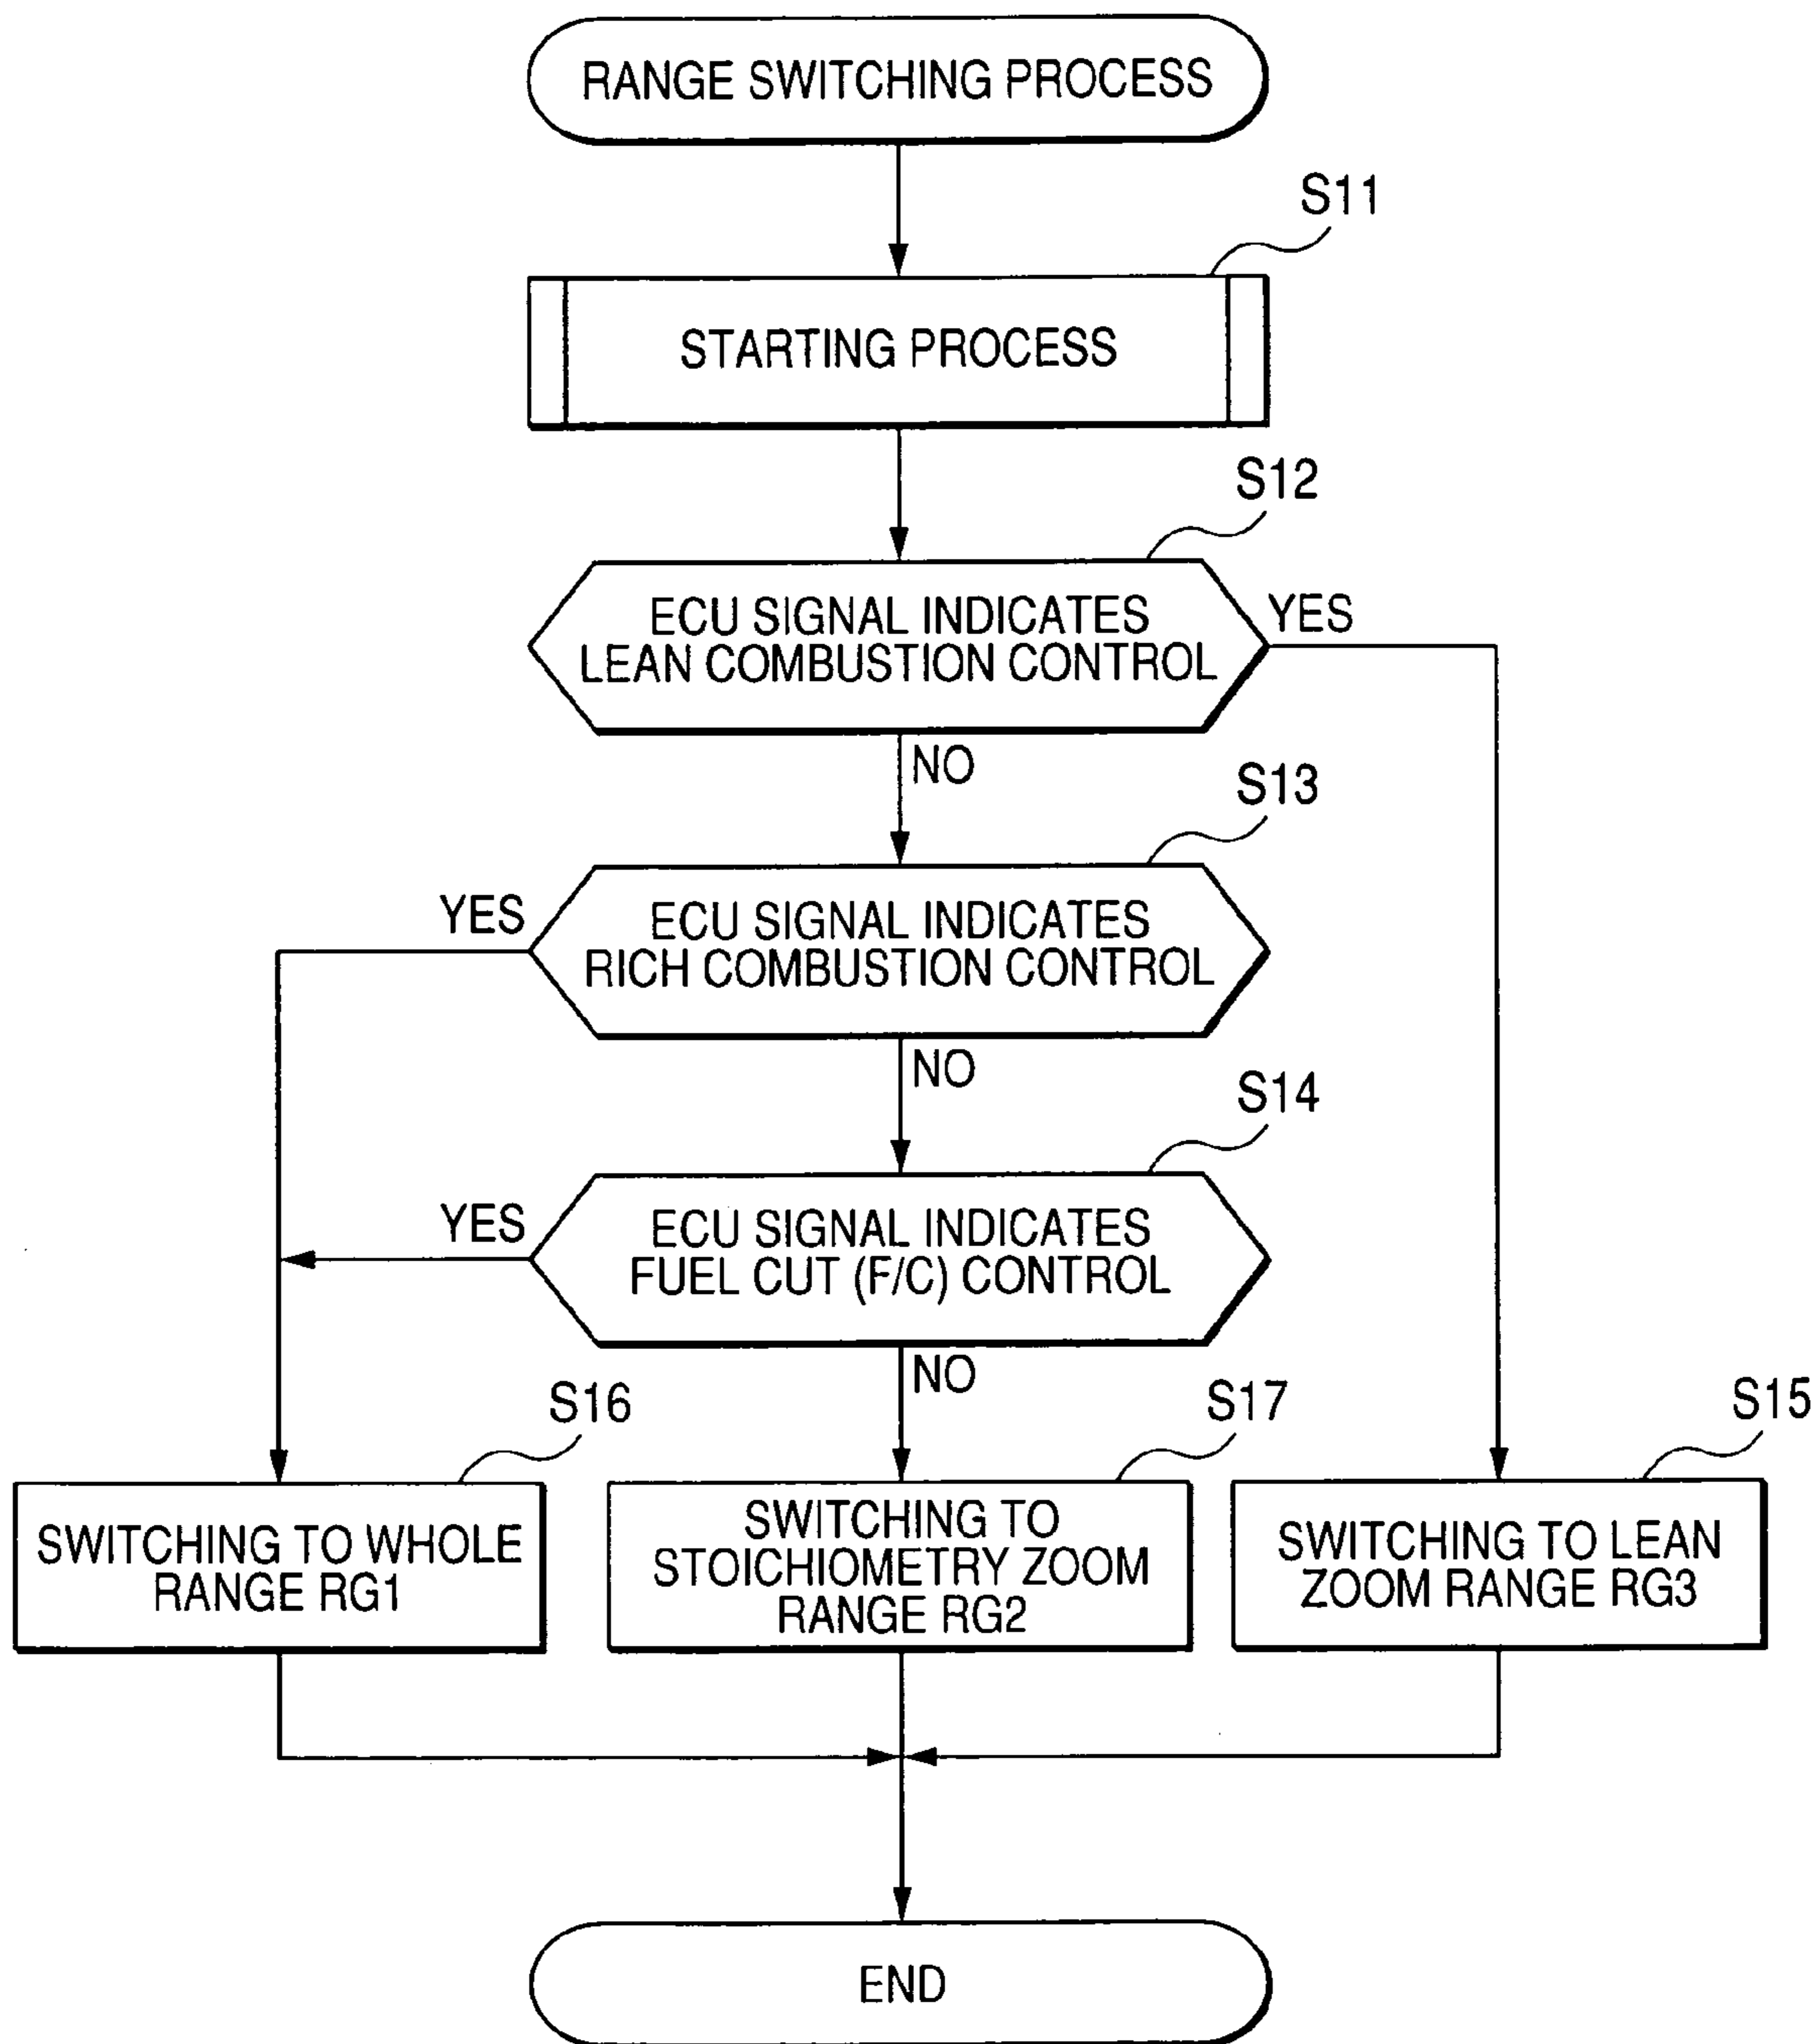 RANGE SWITCHING PROCESS
S11
STARTING PROCESS
S12
ECU SIGNAL INDICATES
LEAN COMBUSTION CONTROL
YES
NO
S13
YES
ECU SIGNAL INDICATES
RICH COMBUSTION CONTROL
NO
S14
YES
ECU SIGNAL INDICATES
FUEL CUT (F/C) CONTROL
NO
S16
SWITCHING TO WHOLE
RANGE RG1
S17
SWITCHING TO
STOICHIOMETRY ZOOM
RANGE RG2
S15
SWITCHING TO LEAN
ZOOM RANGE RG3
END